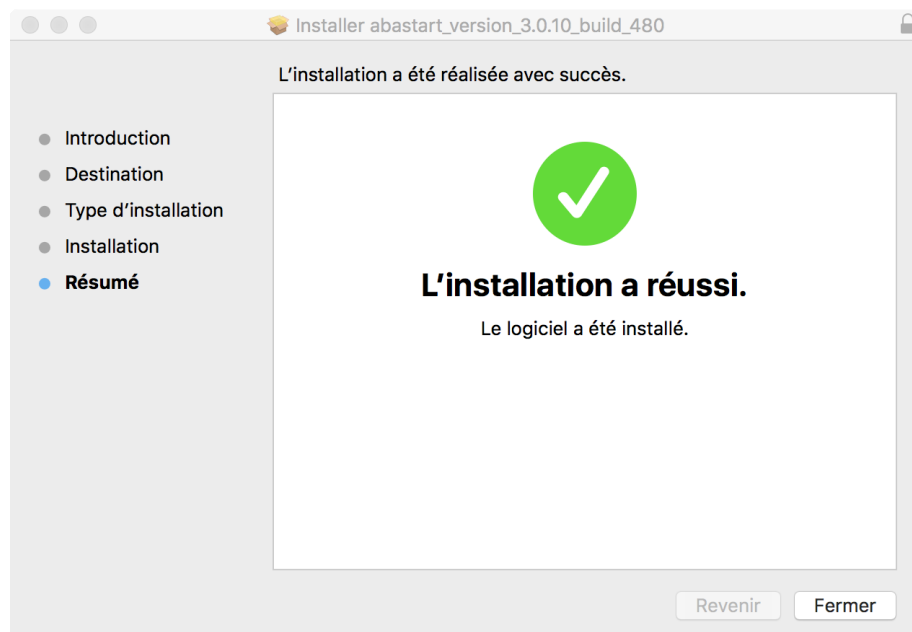 Installer abastart_version_3.0.10_build_480
L’installation a été réalisée avec succès.
Introduction
Destination
Type d’installation
Installation
Résumé
L’installation a réussi.
Le logiciel a été installé.
Revenir
Fermer